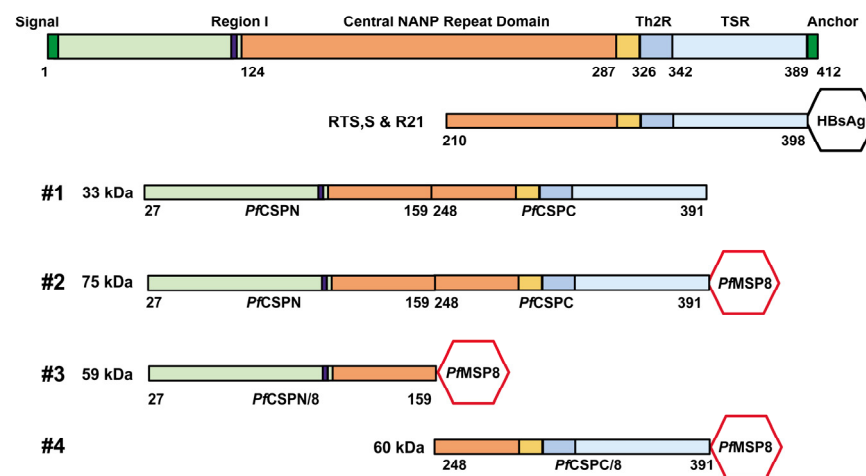 Signal Region I Central NANP Repeat Domain Th2R TSR Anchor
1 124 287 326 342 389 412
RTS,S & R21 HBsAg
210 398
#1 33 kDa
27 PfCSPN 159 248 PfCSPC 391
#2 75 kDa PfMSP8
27 PfCSPN 159 248 PfCSPC 391
#3 59 kDa PfMSP8
27 PfCSPN/8 159
#4 60 kDa PfMSP8
248 PfCSPC/8 391